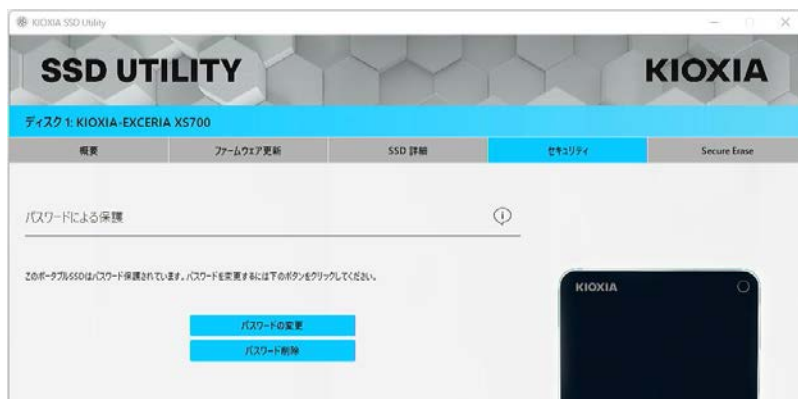 KIOXIA SSD Utility
SSD UTILITY
KIOXIA
ディスク 1: KIOXIA-EXCERIA XS700
概要
ファームウェア更新
SSD 詳細
セキュリティ
Secure Erase
パスワードによる保護
このポータブルSSDはパスワード保護されています。パスワードを変更するには下のボタンをクリックしてください。
パスワードの変更
パスワード削除
KIOXIA